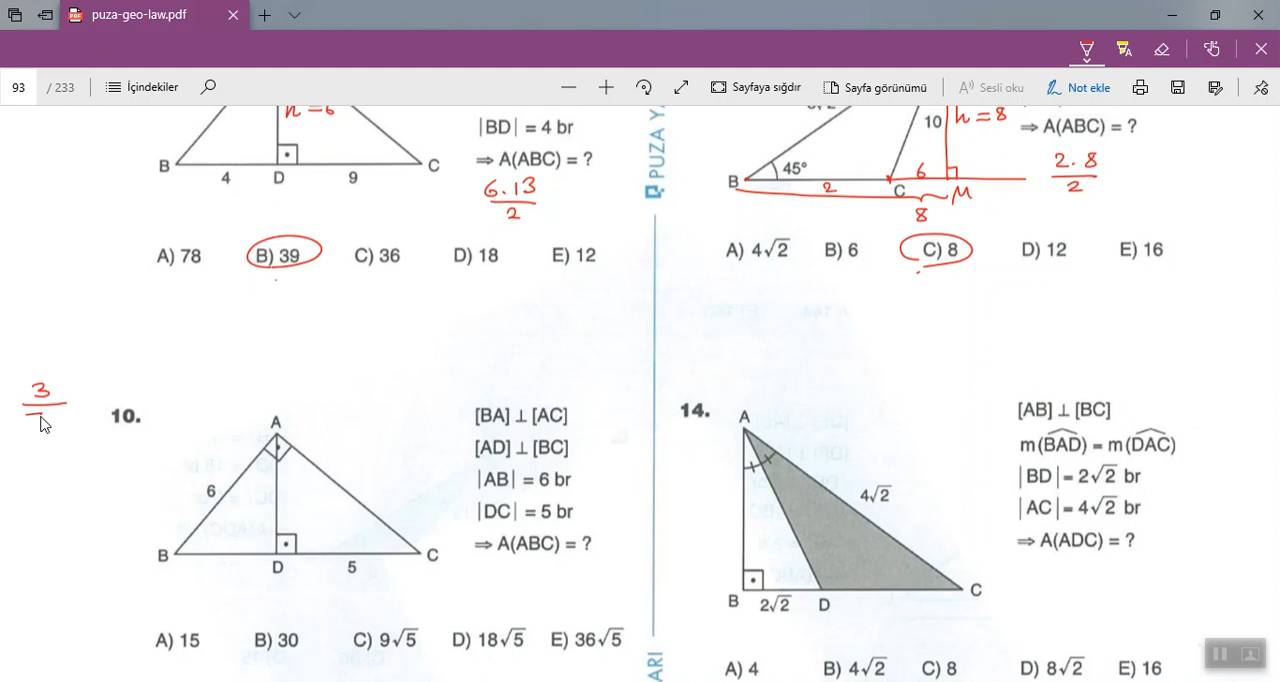 puza-geo-law.pdf
93 / 233 İçindekiler Sayfaya sığdır Sayfa görünümü Sesli oku Not ekle
h = 6
|BD| = 4 br
⇒ A(ABC) = ?
B 4 D 9 C
6.13
2
A) 78 B) 39 C) 36 D) 18 E) 12
10.
[BA] ⊥ [AC]
[AD] ⊥ [BC]
|AB| = 6 br
|DC| = 5 br
⇒ A(ABC) = ?
A
6
B D 5 C
3
A) 15 B) 30 C) 9√5 D) 18√5 E) 36√5
PUZA YA
ARI
10 h = 8
⇒ A(ABC) = ?
45°
B 2 C 6 M
8
2.8
2
A) 4√2 B) 6 C) 8 D) 12 E) 16
14.
[AB] ⊥ [BC]
m(BAD) = m(DAC)
|BD| = 2√2 br
|AC| = 4√2 br
⇒ A(ADC) = ?
A
4√2
B 2√2 D C
A) 4 B) 4√2 C) 8 D) 8√2 E) 16